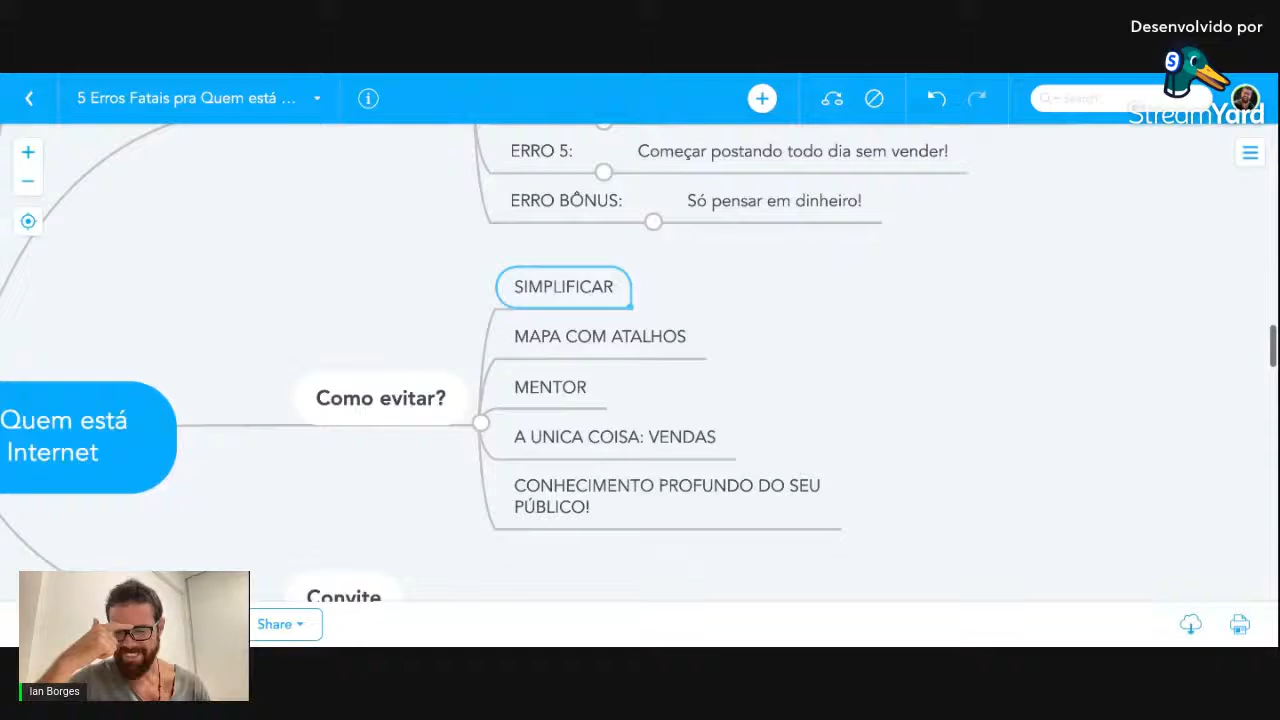 Desenvolvido por
StreamYard
5 Erros Fatais pra Quem está ...
Search...
ERRO 5: Começar postando todo dia sem vender!
ERRO BÔNUS: Só pensar em dinheiro!
SIMPLIFICAR
MAPA COM ATALHOS
Como evitar?
MENTOR
Quem está
Internet
A UNICA COISA: VENDAS
CONHECIMENTO PROFUNDO DO SEU
PÚBLICO!
Convite
Share
Ian Borges